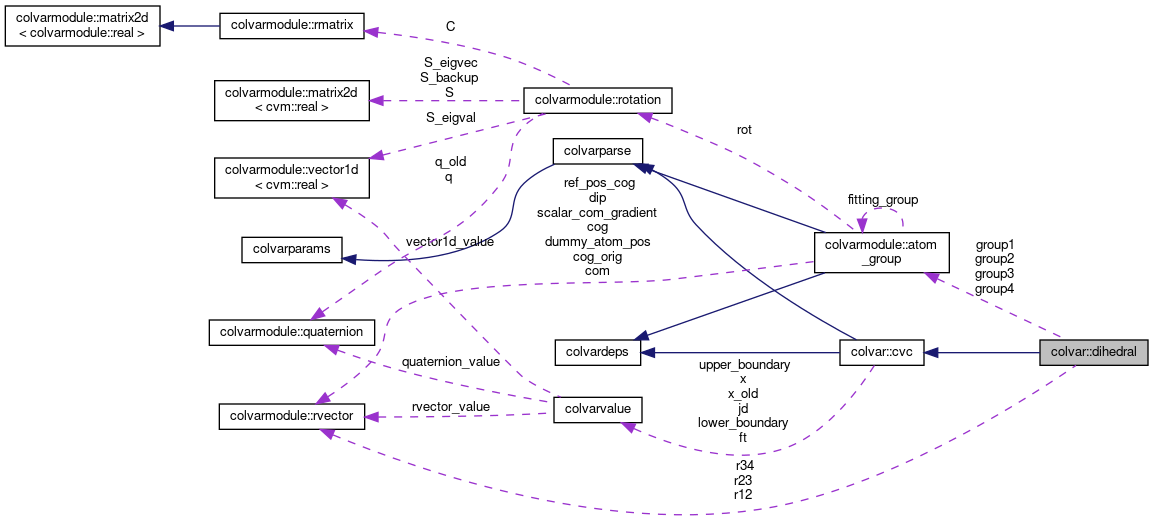 colvarmodule::matrix2d
< colvarmodule::real >
colvarmodule::rmatrix
C
S_eigvec
S_backup
S
colvarmodule::matrix2d
< cvm::real >
colvarmodule::rotation
S_eigval
rot
colvarparse
q_old
q
colvarmodule::vector1d
< cvm::real >
ref_pos_cog
dip
scalar_com_gradient
cog
dummy_atom_pos
cog_orig
com
fitting_group
colvarmodule::atom
_group
group1
group2
group3
group4
vector1d_value
colvarparams
colvarmodule::quaternion
colvardeps
colvar::cvc
colvar::dihedral
quaternion_value
upper_boundary
x
x_old
jd
lower_boundary
ft
colvarmodule::rvector
rvector_value
colvarvalue
r34
r23
r12